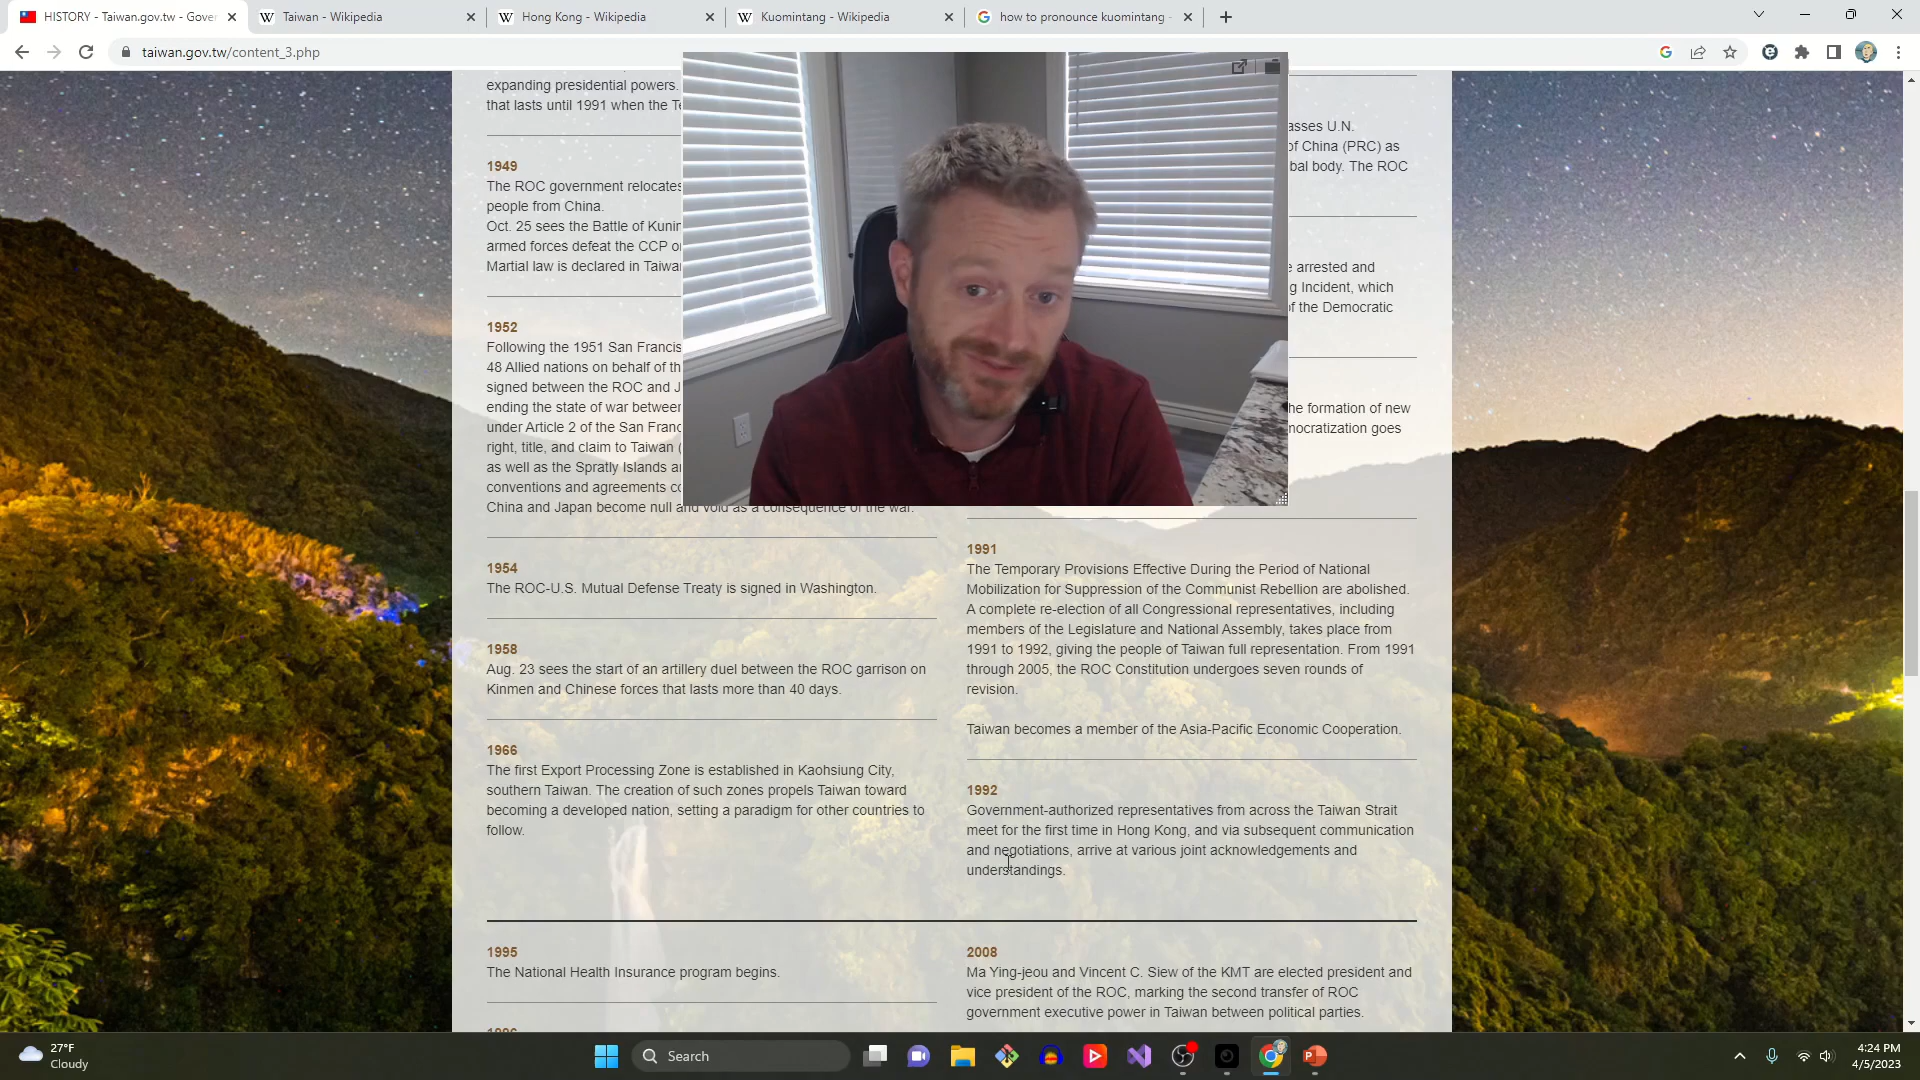 HISTORY - Taiwan.gov.tw - Gover
Taiwan - Wikipedia
Hong Kong - Wikipedia
Kuomintang - Wikipedia
how to pronounce kuomintang -
taiwan.gov.tw/content_3.php
expanding presidential powers.
that lasts until 1991 when the Te
1949
The ROC government relocates
people from China.
Oct. 25 sees the Battle of Kunin
armed forces defeat the CCP o
Martial law is declared in Taiwa
1952
Following the 1951 San Francis
48 Allied nations on behalf of th
signed between the ROC and J
ending the state of war between
under Article 2 of the San Franc
right, title, and claim to Taiwan (
as well as the Spratly Islands a
conventions and agreements co
China and Japan become null and void as a consequence of the war.
1954
The ROC-U.S. Mutual Defense Treaty is signed in Washington.
1958
Aug. 23 sees the start of an artillery duel between the ROC garrison on
Kinmen and Chinese forces that lasts more than 40 days.
1966
The first Export Processing Zone is established in Kaohsiung City,
southern Taiwan. The creation of such zones propels Taiwan toward
becoming a developed nation, setting a paradigm for other countries to
follow.
asses U.N.
of China (PRC) as
bal body. The ROC
e arrested and
g Incident, which
of the Democratic
he formation of new
mocratization goes
1991
The Temporary Provisions Effective During the Period of National
Mobilization for Suppression of the Communist Rebellion are abolished.
A complete re-election of all Congressional representatives, including
members of the Legislature and National Assembly, takes place from
1991 to 1992, giving the people of Taiwan full representation. From 1991
through 2005, the ROC Constitution undergoes seven rounds of
revision.
Taiwan becomes a member of the Asia-Pacific Economic Cooperation.
1992
Government-authorized representatives from across the Taiwan Strait
meet for the first time in Hong Kong, and via subsequent communication
and negotiations, arrive at various joint acknowledgements and
understandings.
1995
The National Health Insurance program begins.
1996
2008
Ma Ying-jeou and Vincent C. Siew of the KMT are elected president and
vice president of the ROC, marking the second transfer of ROC
government executive power in Taiwan between political parties.
27°F
Cloudy
Search
4:24 PM
4/5/2023